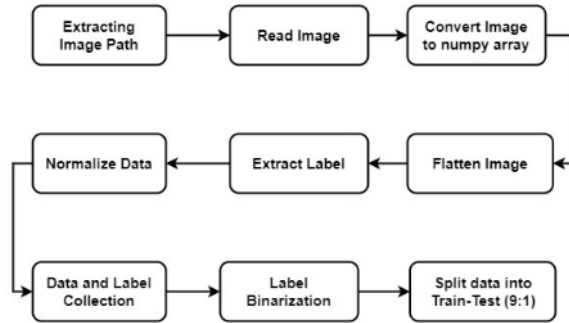 Extracting
Image Path
Read Image
Convert Image
to numpy array
Flatten Image
Extract Label
Normalize Data
Data and Label
Collection
Label
Binarization
Split data into
Train-Test (9:1)